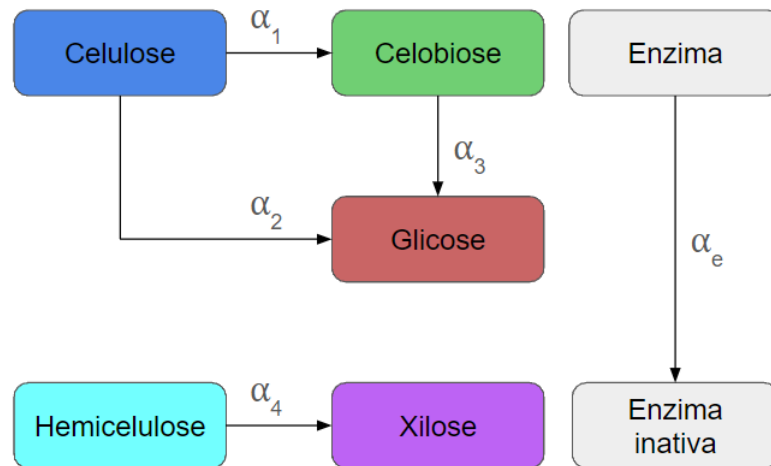 Celulose
α1
Celobiose
Enzima
α3
α2
Glicose
αe
Hemicelulose
α4
Xilose
Enzima
inativa